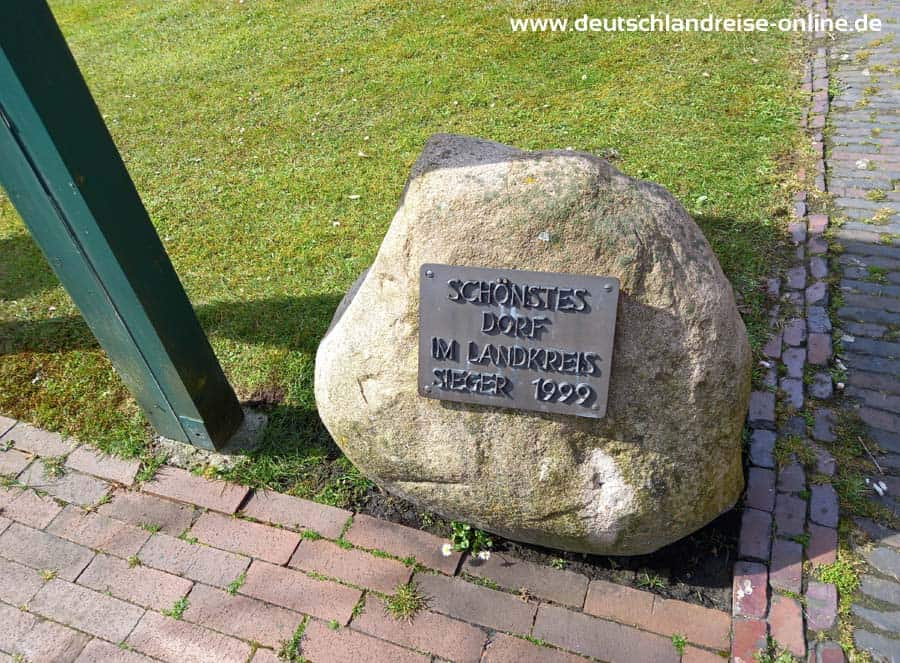 www.deutschlandreise-online.de
SCHÖNSTES
DORF
IM LANDKREIS
SIEGER 1999